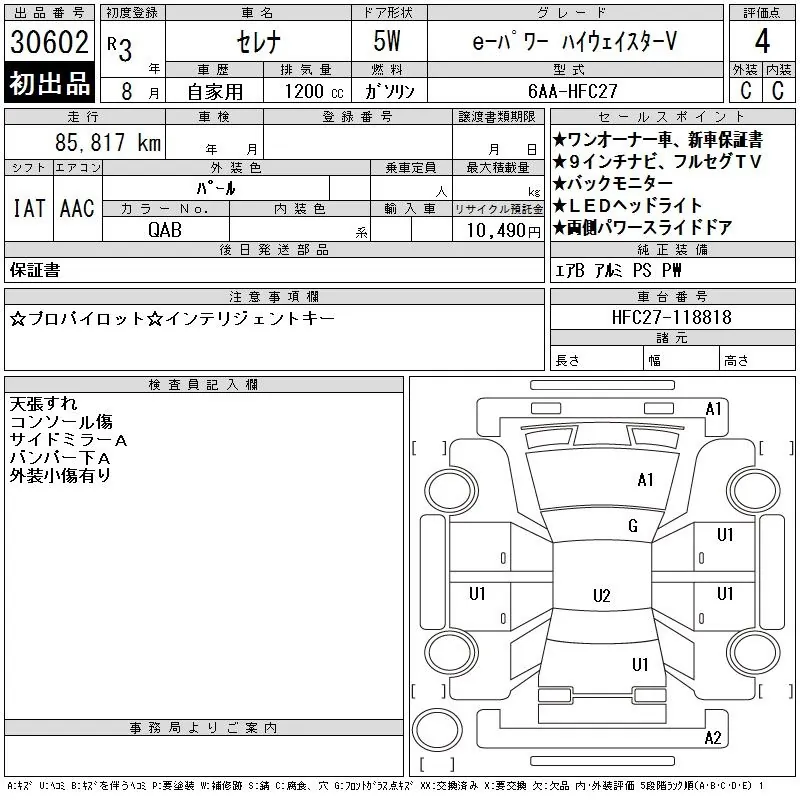 出品番号 初度登録 車名 ドア形状 グレード 評価点
30602 R3年 セレナ 5W e-ﾊﾟﾜｰ ﾊｲｳｪｲｽﾀｰV 4
初出品 8月 車歴 排気量 燃料 型式 外装 内装
自家用 1200 cc ｶﾞｿﾘﾝ 6AA-HFC27 C C
走行 車検 登録番号 譲渡書類期限 セールスポイント
85,817 km 年 月 月 日
★ワンオーナー車、新車保証書
★９インチナビ、フルセグＴＶ
★バックモニター
★ＬＥＤヘッドライト
★両側パワースライドドア
シフト エアコン 外装色 乗車定員 最大積載量
IAT AAC ﾊﾟｰﾙ 人 kg
カラーNo. 内装色 輸入車 リサイクル預託金
QAB 系 10,490円
後日発送部品 純正装備
保証書 ｴｱB ｱﾙﾐ PS PW
注意事項欄 車台番号
☆プロパイロット☆インテリジェントキー HFC27-118818
諸元
長さ 幅 高さ
検査員記入欄
天張すれ
コンソール傷
サイドミラーＡ
バンパー下Ａ
外装小傷有り
A1
A1
G
U1
U1 U2 U1
U1
A2
事務局よりご案内
A:ｷｽﾞ U:ﾍｺﾐ B:ｷｽﾞを伴うﾍｺﾐ P:要塗装 W:補修跡 S:錆 C:腐食、穴 G:ﾌﾛﾝﾄｶﾞﾗｽ点ｷｽﾞ XX:交換済み X:要交換 欠:欠品 内・外装評価 5段階ﾗﾝｸ順(A・B・C・D・E) 1